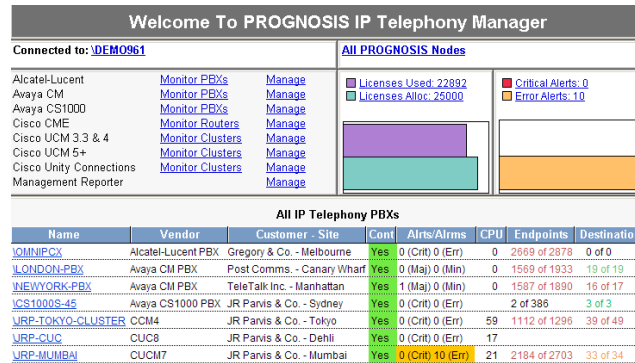 Welcome To PROGNOSIS IP Telephony Manager
Connected to: \DEMO961 All PROGNOSIS Nodes
Alcatel-Lucent Monitor PBXs Manage
Avaya CM Monitor PBXs Manage
Avaya CS1000 Monitor PBXs Manage
Cisco CME Monitor Routers Manage
Cisco UCM 3.3 & 4 Monitor Clusters Manage
Cisco UCM 5+ Monitor Clusters Manage
Cisco Unity Connections Monitor Clusters Manage
Management Reporter Manage
Licenses Used: 22892 Critical Alerts: 0
Licenses Alloc: 25000 Error Alerts: 10
All IP Telephony PBXs
Name Vendor Customer - Site Cont Alrts/Alrms CPU Endpoints Destinatio
\OMNIPCX Alcatel-Lucent PBX Gregory & Co. - Melbourne Yes 0 (Crit) 0 (Err) 0 2669 of 2878 0 of 0
\LONDON-PBX Avaya CM PBX Post Comms. - Canary Wharf Yes 0 (Maj) 0 (Min) 0 1569 of 1933 19 of 19
\NEWYORK-PBX Avaya CM PBX TeleTalk Inc. - Manhattan Yes 1 (Maj) 0 (Min) 0 1587 of 1890 16 of 17
\CS1000S-45 Avaya CS1000 PBX JR Parvis & Co. - Sydney Yes 0 (Crit) 0 (Err) 2 of 386 3 of 3
\JRP-TOKYO-CLUSTER CCM4 JR Parvis & Co. - Tokyo Yes 0 (Crit) 0 (Err) 59 1112 of 1296 39 of 49
\JRP-CUC CUC8 JR Parvis & Co. - Dehli Yes 0 (Crit) 0 (Err) 17
\JRP-MUMBAI CUCM7 JR Parvis & Co. - Mumbai Yes 0 (Crit) 10 (Err) 21 2184 of 2703 33 of 34